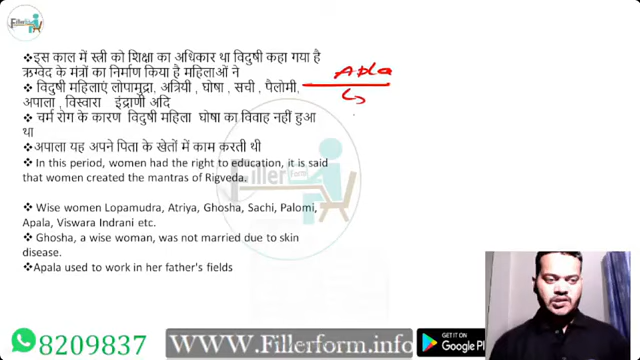 ❖ इस काल में स्त्री को शिक्षा का अधिकार था विदुषी कहा गया है
ऋग्वेद के मंत्रों का निर्माण किया है महिलाओं ने
❖ विदुषी महिलाएं लोपामुद्रा, अत्रियी , घोषा , सची , पैलोमी,
अपाला, विस्वारा इंद्राणी अदि
Apla
❖ चर्म रोग के कारण विदुषी महिला घोषा का विवाह नहीं हुआ
था
❖ अपाला यह अपने पिता के खेतों में काम करती थी
❖ In this period, women had the right to education, it is said
that women created the mantras of Rigveda.
❖ Wise women Lopamudra, Atriya, Ghosha, Sachi, Palomi,
Apala, Viswara Indrani etc.
❖ Ghosha, a wise woman, was not married due to skin
disease.
❖ Apala used to work in her father's fields
Filler form
8209837
WWW.Fillerform.info
GET IT ON
Google Pl